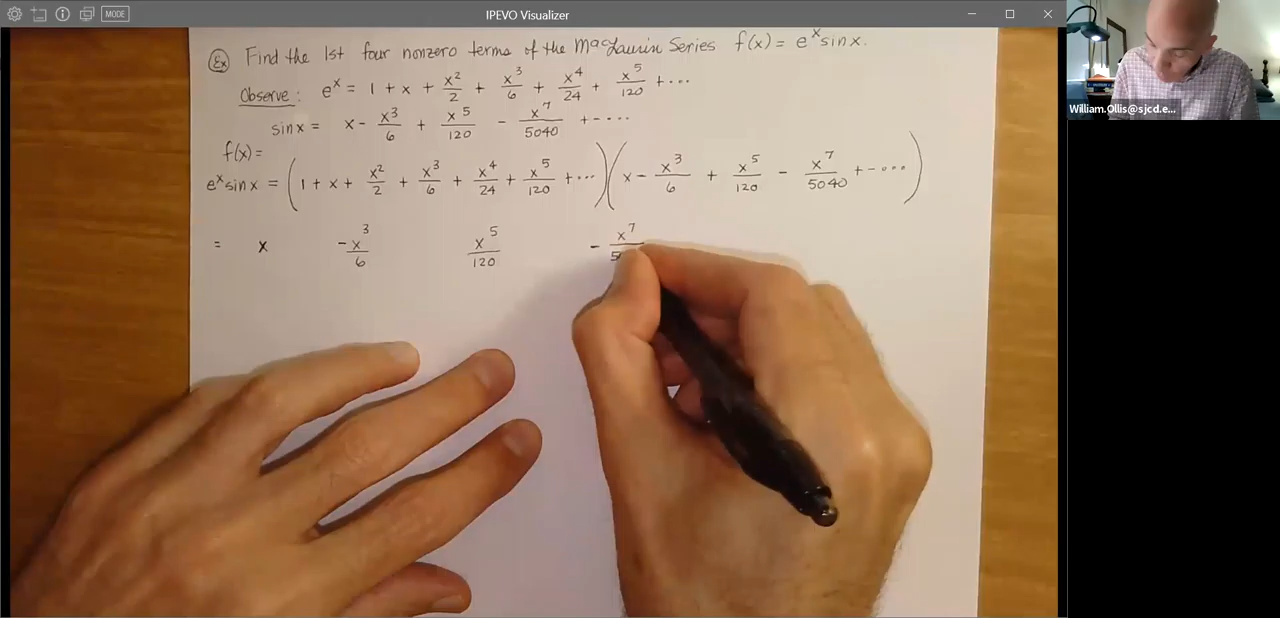 IPEVO Visualizer
MODE
Ex Find the 1st four nonzero terms of the MacLaurin Series f(x) = e^x sin x.
Observe: e^x = 1 + x + x^2/2 + x^3/6 + x^4/24 + x^5/120 + ...
sin x = x - x^3/6 + x^5/120 - x^7/5040 + - ...
f(x) =
e^x sin x = (1 + x + x^2/2 + x^3/6 + x^4/24 + x^5/120 + ...)(x - x^3/6 + x^5/120 - x^7/5040 + - ...)
= x -x^3/6 x^5/120 - x^7/
William.Ollis@sjcd.e...